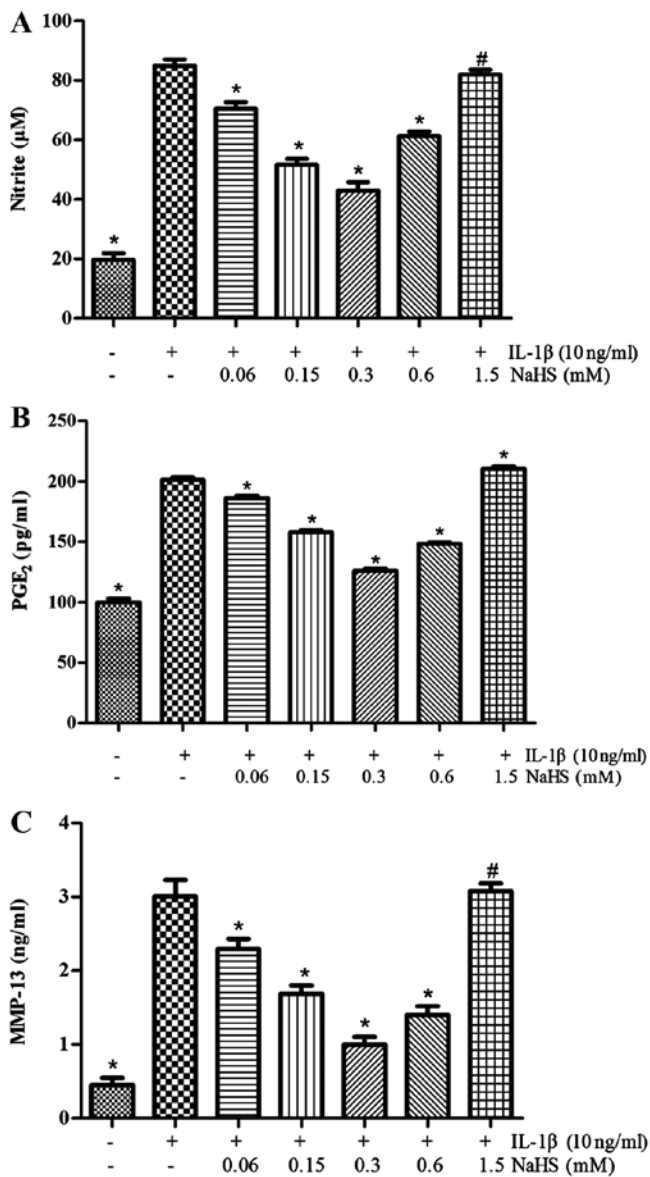 A
Nitrite (µM)
100
80
60
40
20
0
* * * * * #
- + + + + + + IL-1β (10 ng/ml)
- - 0.06 0.15 0.3 0.6 1.5 NaHS (mM)
B
PGE₂ (pg/ml)
250
200
150
100
50
0
* * * * * *
- + + + + + + IL-1β (10 ng/ml)
- - 0.06 0.15 0.3 0.6 1.5 NaHS (mM)
C
MMP-13 (ng/ml)
4
3
2
1
0
* * * * * #
- + + + + + + IL-1β (10 ng/ml)
- - 0.06 0.15 0.3 0.6 1.5 NaHS (mM)